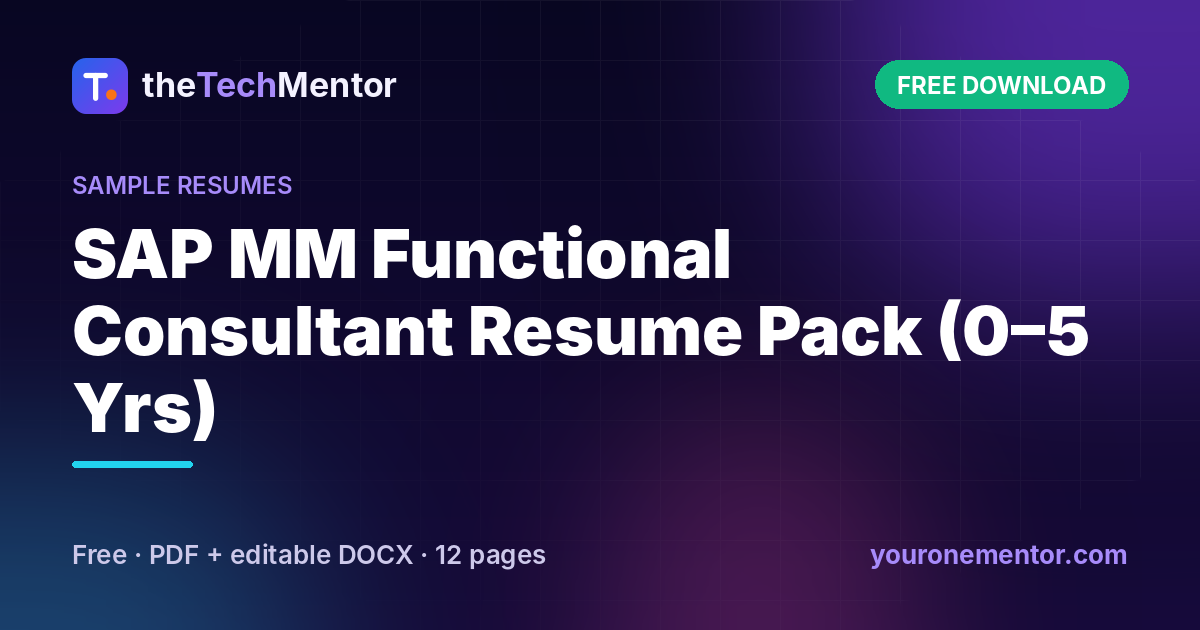 T.
theTechMentor
FREE DOWNLOAD
SAMPLE RESUMES
SAP MM Functional
Consultant Resume Pack (0–5
Yrs)
Free · PDF + editable DOCX · 12 pages
youronementor.com